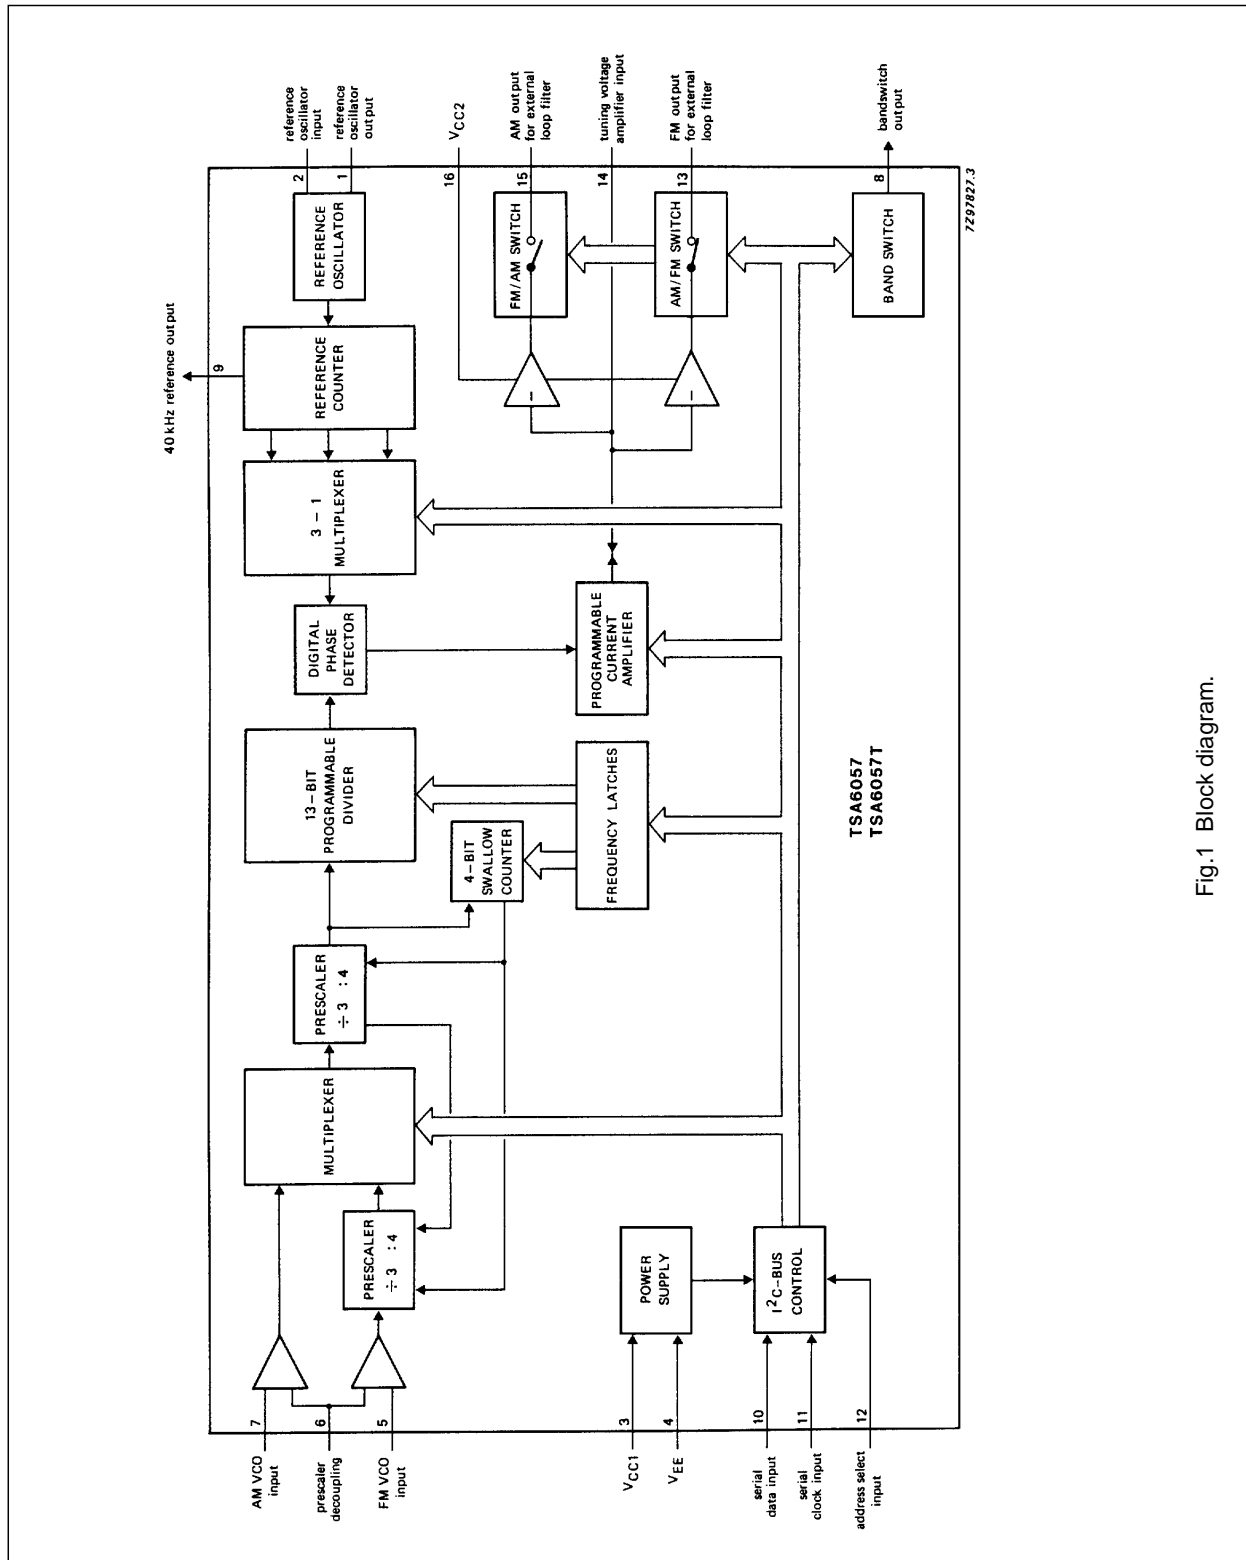 AM VCO
input
7
prescaler
decoupling
6
FM VCO
input
5
VCC1
3
VEE
4
serial
data input
10
serial
clock input
11
address select
input
12
PRESCALER
÷ 3 : 4
MULTIPLEXER
PRESCALER
÷ 3 : 4
4-BIT
SWALLOW
COUNTER
13-BIT
PROGRAMMABLE
DIVIDER
DIGITAL
PHASE
DETECTOR
3 - 1
MULTIPLEXER
REFERENCE
COUNTER
REFERENCE
OSCILLATOR
9
40 kHz reference output
2
reference
oscillator
input
1
reference
oscillator
output
16
VCC2
FM/AM SWITCH
15
AM output
for external
loop filter
14
tuning voltage
amplifier input
AM/FM SWITCH
13
FM output
for external
loop filter
BAND SWITCH
8
bandswitch
output
PROGRAMMABLE
CURRENT
AMPLIFIER
FREQUENCY LATCHES
POWER
SUPPLY
I²C-BUS
CONTROL
TSA6057
TSA6057T
7Z97827.3
Fig.1 Block diagram.